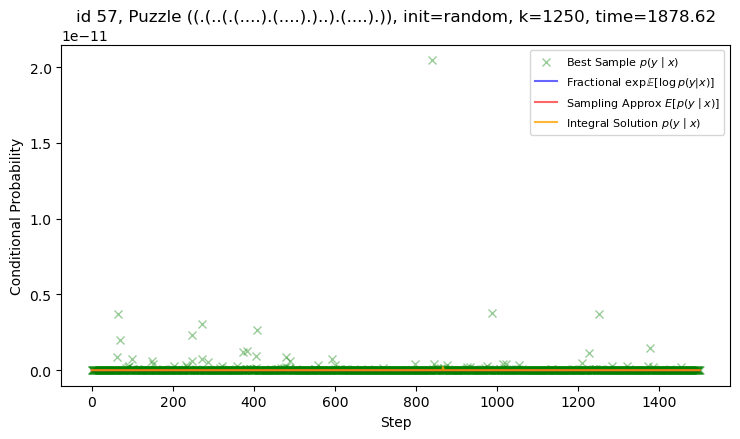 id 57, Puzzle ((.(..(.(....).(....).)..).(....).)), init=random, k=1250, time=1878.62
1e−11
Best Sample p(y | x)
Fractional exp𝔼[log p(y|x)]
Sampling Approx E[p(y | x)]
Integral Solution p(y | x)
2.0
1.5
1.0
0.5
0.0
Conditional Probability
0 200 400 600 800 1000 1200 1400
Step